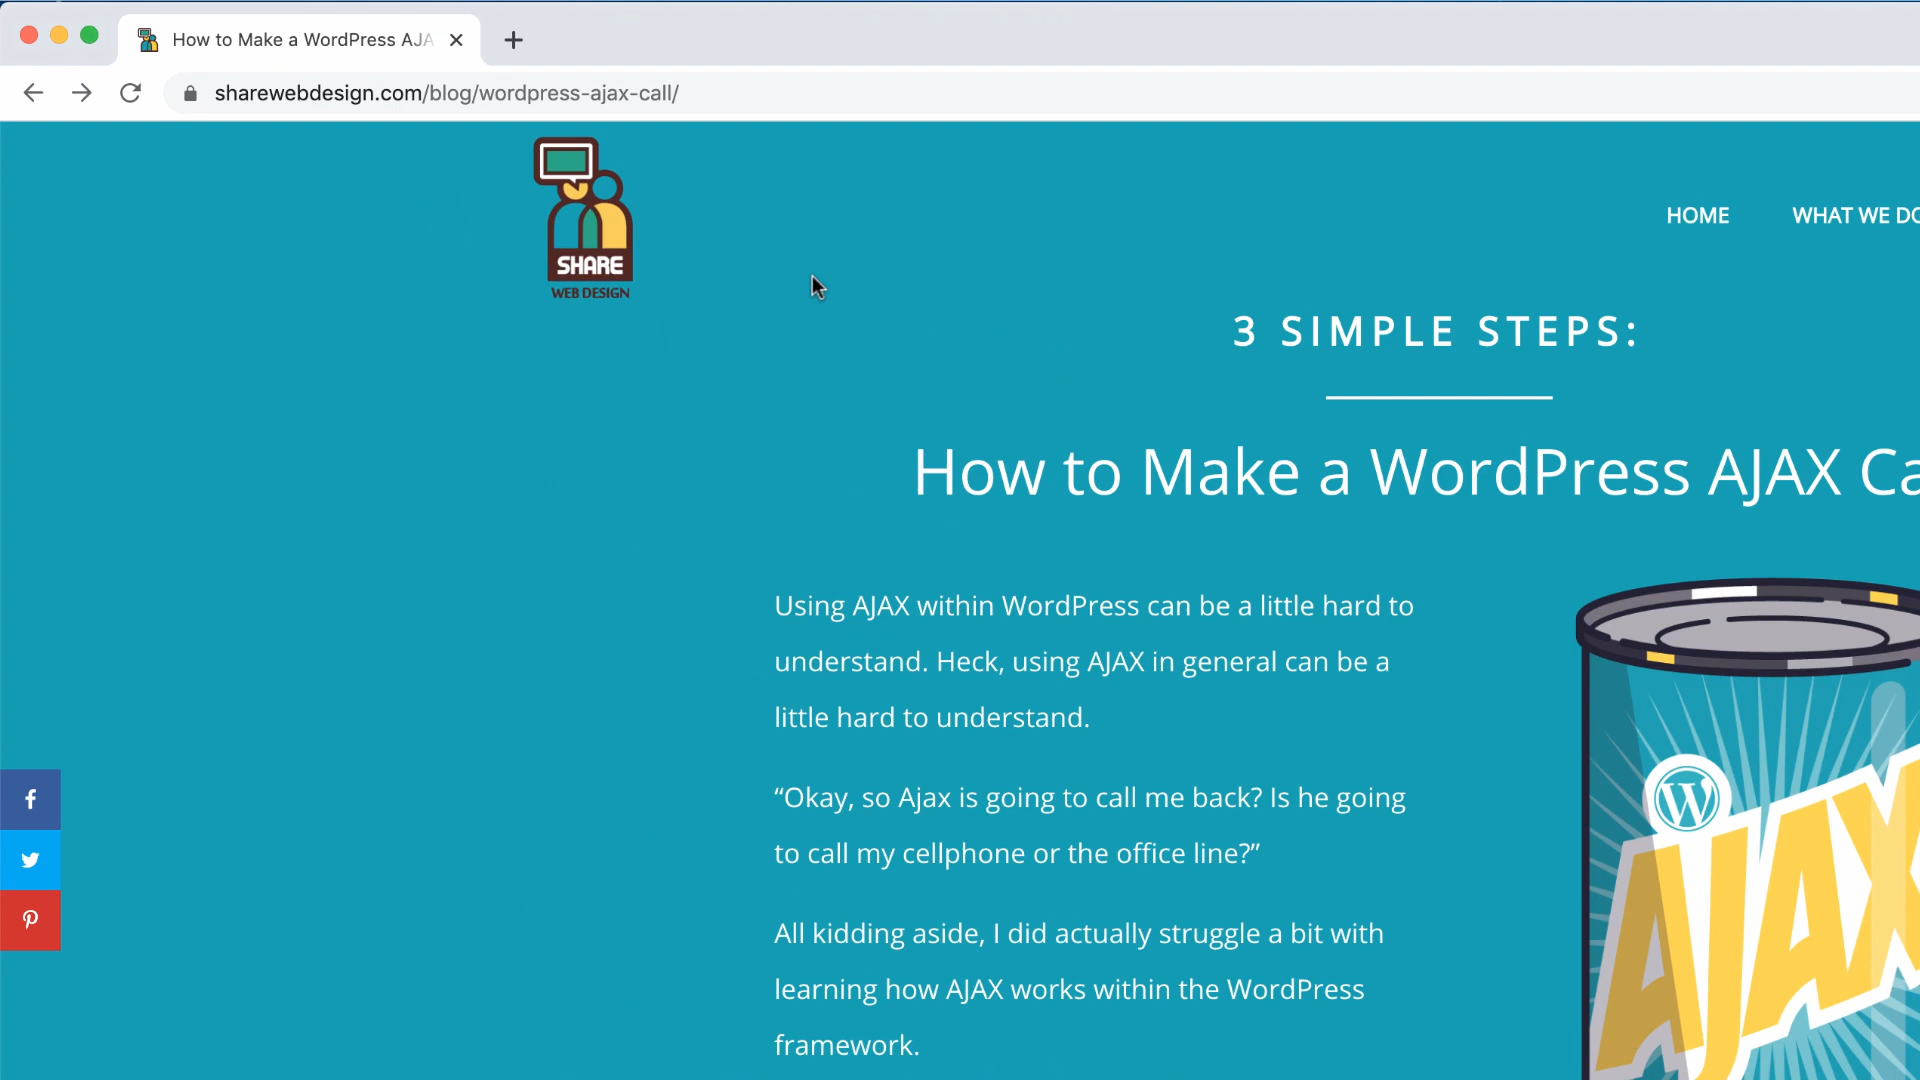 How to Make a WordPress AJA
sharewebdesign.com/blog/wordpress-ajax-call/
SHARE
WEB DESIGN
HOME
WHAT WE DO
3 SIMPLE STEPS:
How to Make a WordPress AJAX Ca
Using AJAX within WordPress can be a little hard to
understand. Heck, using AJAX in general can be a
little hard to understand.
“Okay, so Ajax is going to call me back? Is he going
to call my cellphone or the office line?”
All kidding aside, I did actually struggle a bit with
learning how AJAX works within the WordPress
framework.
W
AJAX